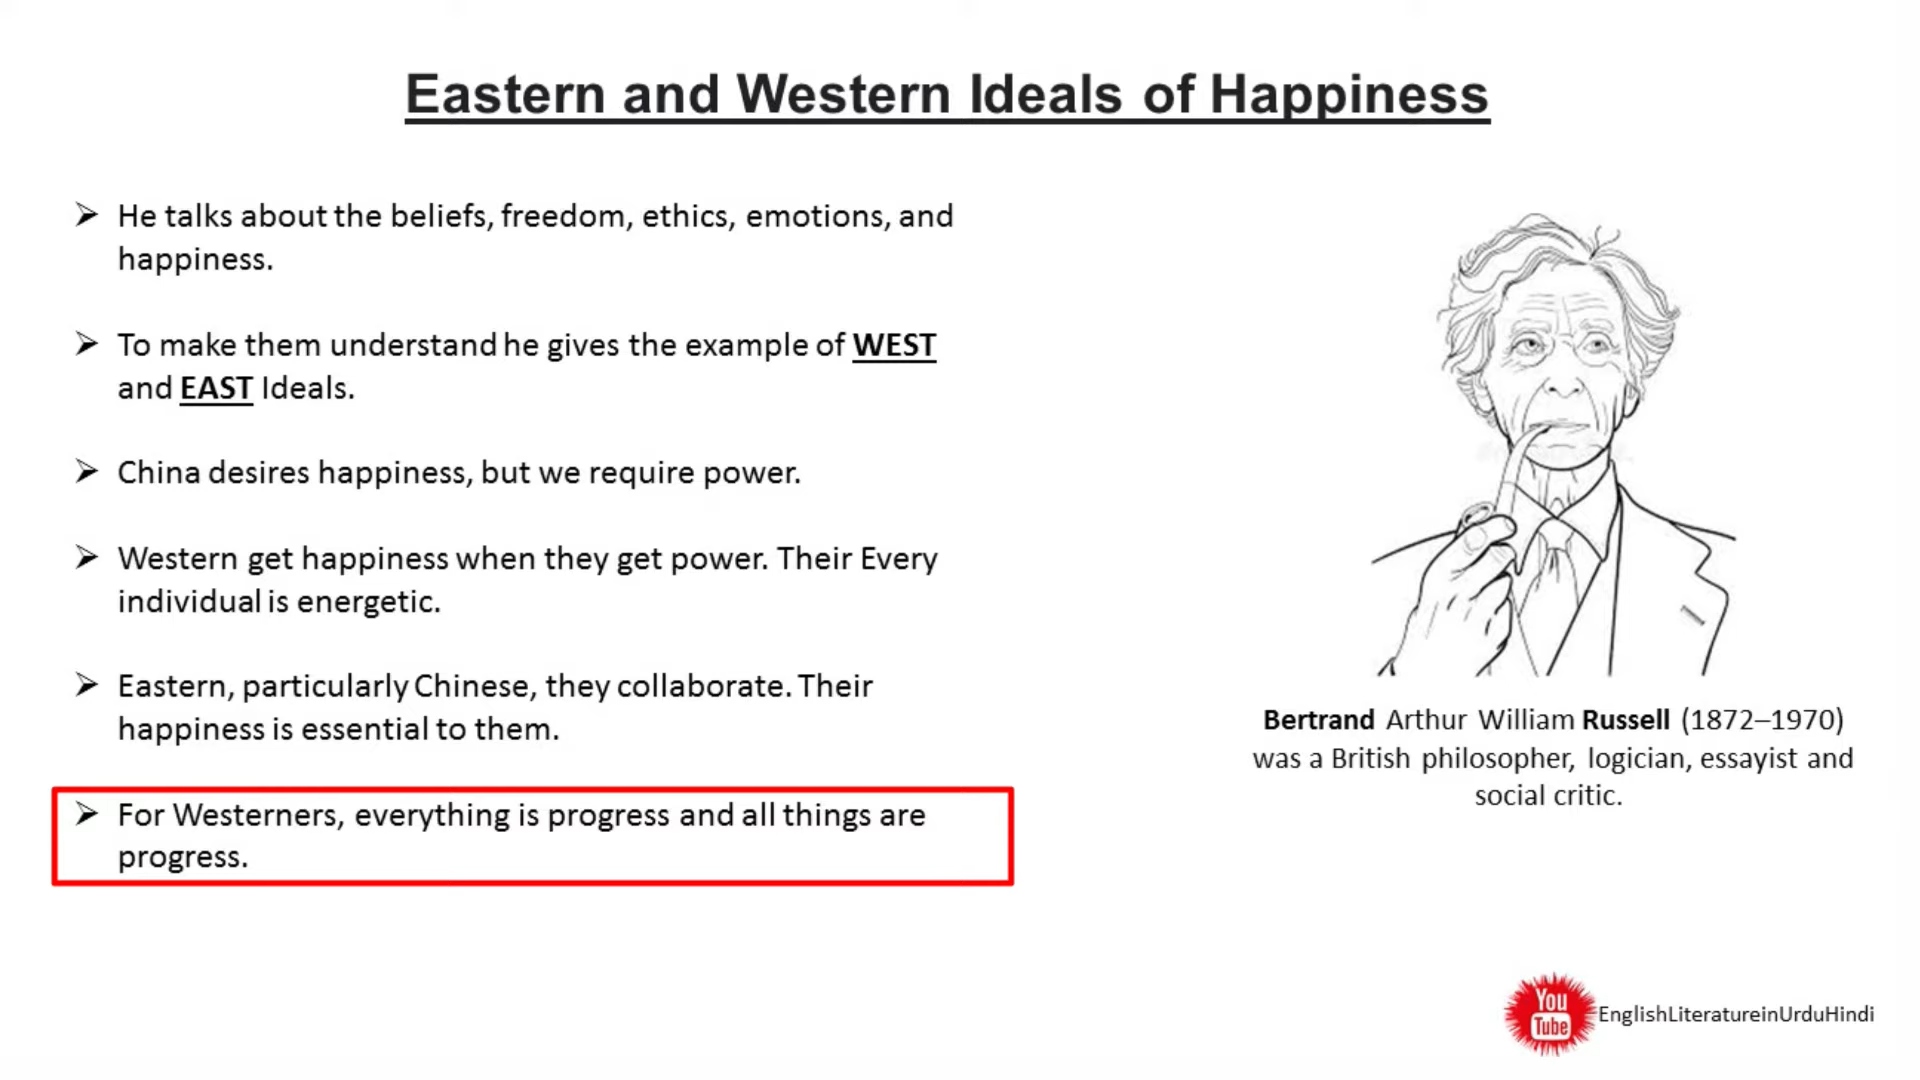 Eastern and Western Ideals of Happiness
➢ He talks about the beliefs, freedom, ethics, emotions, and
happiness.
➢ To make them understand he gives the example of WEST
and EAST Ideals.
➢ China desires happiness, but we require power.
➢ Western get happiness when they get power. Their Every
individual is energetic.
➢ Eastern, particularly Chinese, they collaborate. Their
happiness is essential to them.
➢ For Westerners, everything is progress and all things are
progress.
Bertrand Arthur William Russell (1872–1970)
was a British philosopher, logician, essayist and
social critic.
You
Tube
EnglishLiteratureinUrduHindi